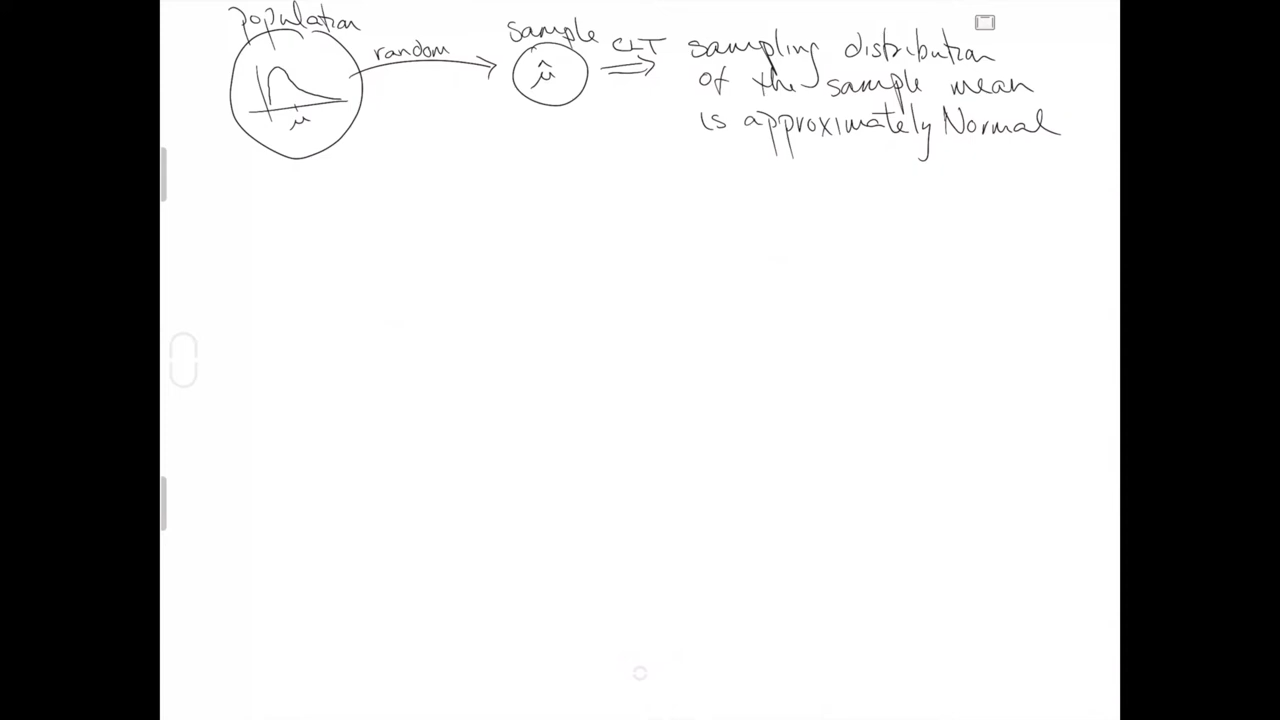 population
random
sample
μ
μ̂
CLT
sampling distribution
of the sample mean
is approximately Normal